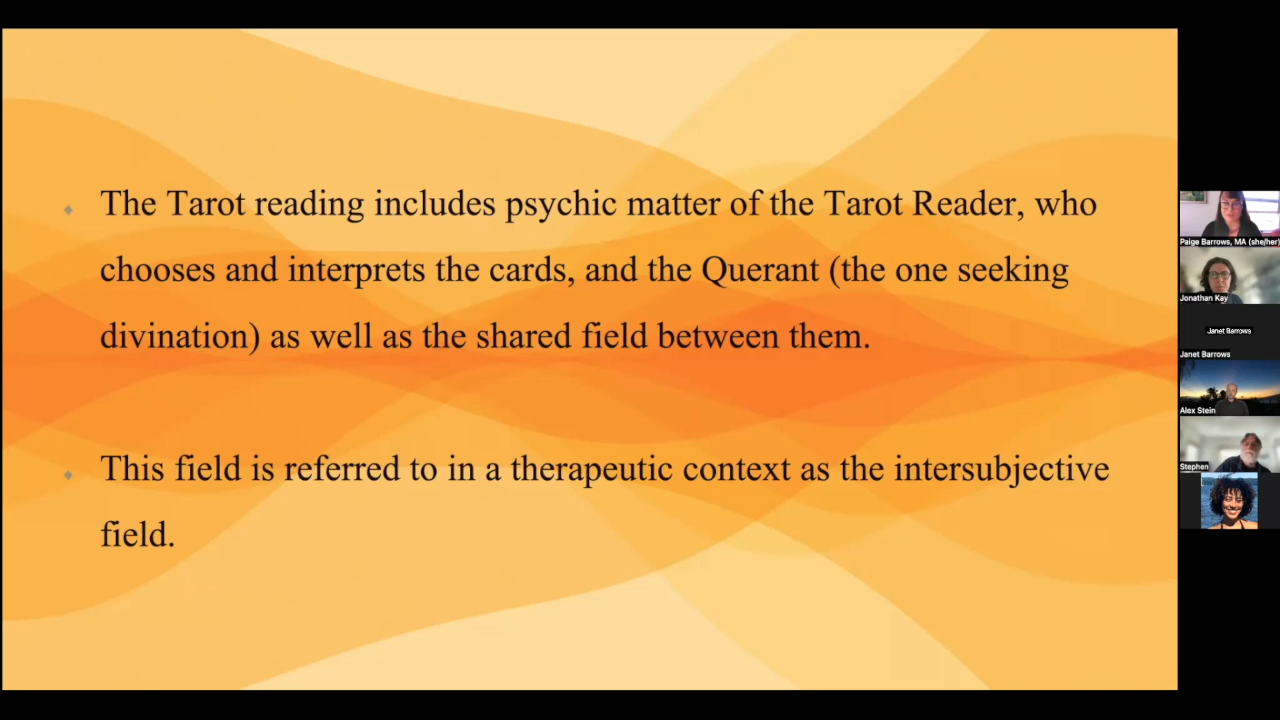 The Tarot reading includes psychic matter of the Tarot Reader, who
chooses and interprets the cards, and the Querant (the one seeking
divination) as well as the shared field between them.
This field is referred to in a therapeutic context as the intersubjective
field.
Paige Barrows, MA (she/her)
Jonathan Kay
Janet Barrows
Janet Barrows
Alex Stein
Stephen